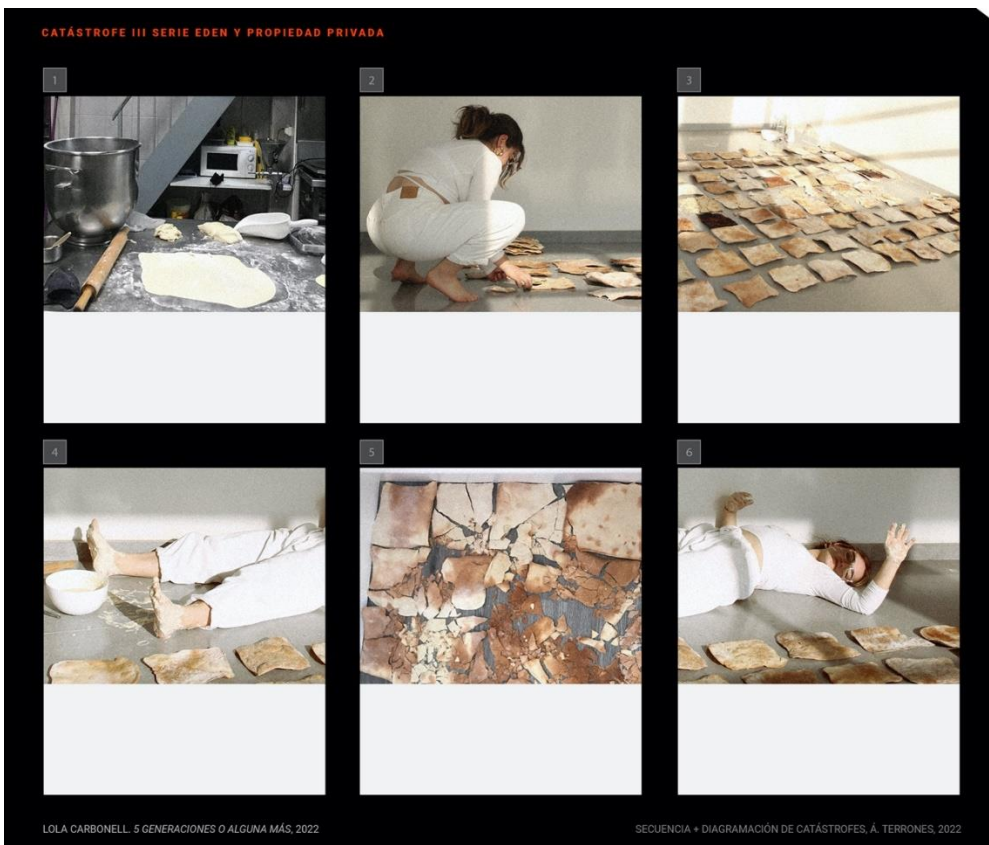 CATÁSTROFE III SERIE EDEN Y PROPIEDAD PRIVADA
1
2
3
4
5
6
LOLA CARBONELL. 5 GENERACIONES O ALGUNA MÁS, 2022
SECUENCIA + DIAGRAMACIÓN DE CATÁSTROFES, Á. TERRONES, 2022